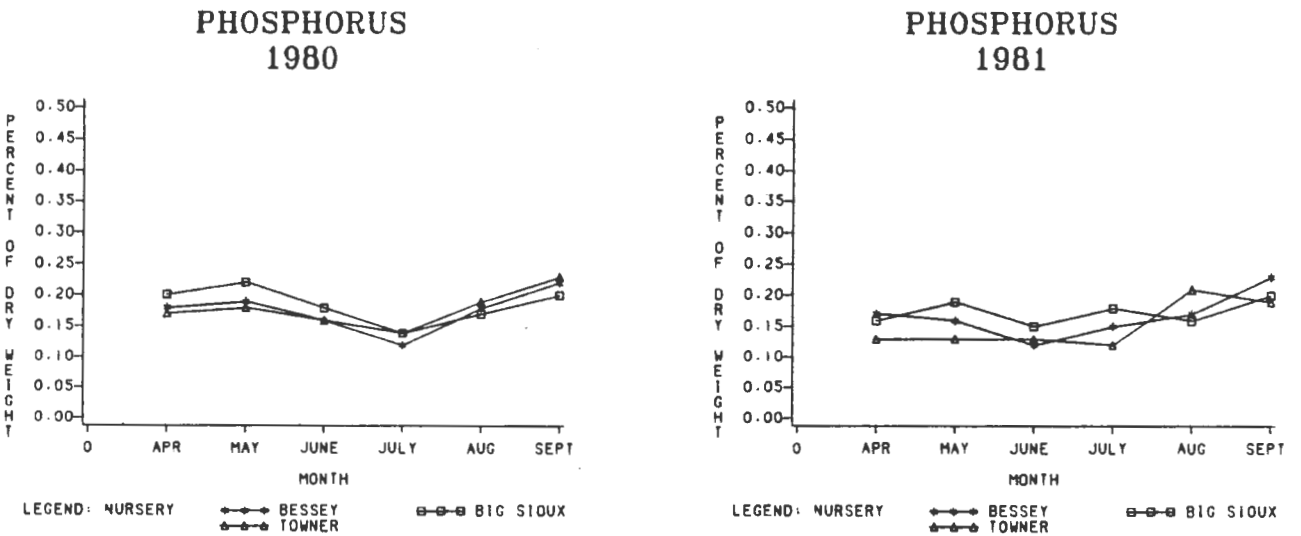 PHOSPHORUS
1980
PERCENT OF DRY WEIGHT
0.50
0.45
0.40
0.35
0.30
0.25
0.20
0.15
0.10
0.05
0.00
0 APR MAY JUNE JULY AUG SEPT
MONTH
LEGEND: NURSERY BESSEY BIG SIOUX
TOWNER
PHOSPHORUS
1981
PERCENT OF DRY WEIGHT
0.50
0.45
0.40
0.35
0.30
0.25
0.20
0.15
0.10
0.05
0.00
0 APR MAY JUNE JULY AUG SEPT
MONTH
LEGEND: NURSERY BESSEY BIG SIOUX
TOWNER